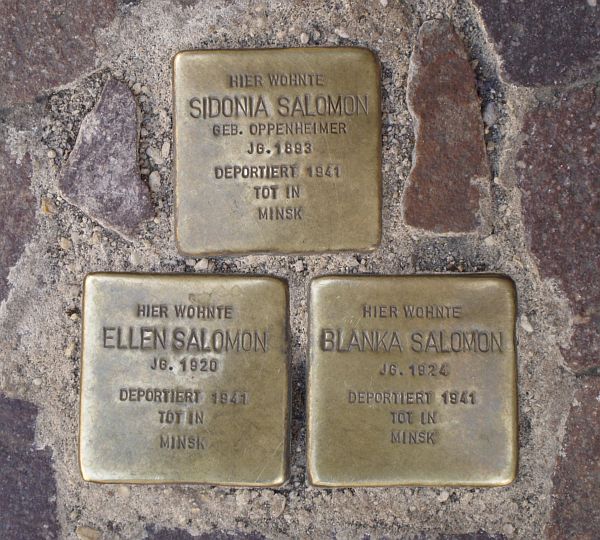 HIER WOHNTE
SIDONIA SALOMON
GEB. OPPENHEIMER
JG. 1893
DEPORTIERT 1941
TOT IN
MINSK
HIER WOHNTE
ELLEN SALOMON
JG. 1920
DEPORTIERT 1941
TOT IN
MINSK
HIER WOHNTE
BLANKA SALOMON
JG. 1924
DEPORTIERT 1941
TOT IN
MINSK